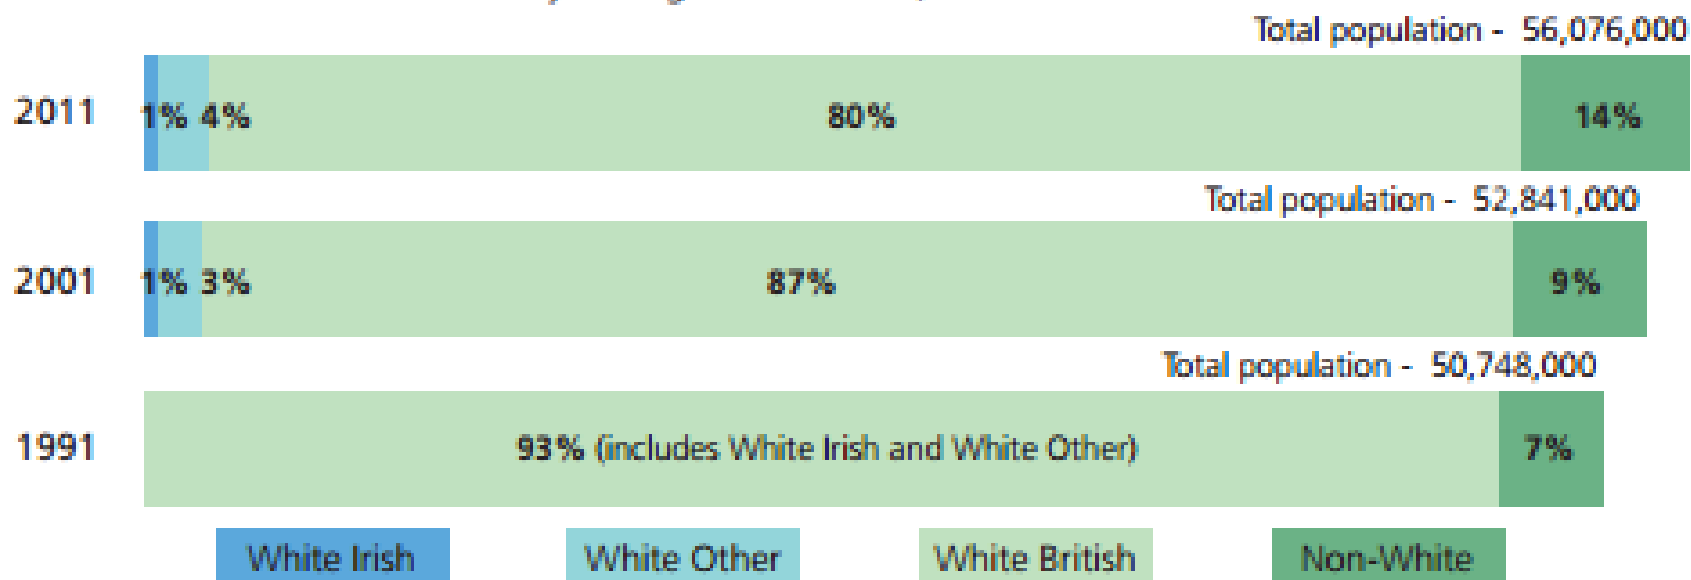 Total population - 56,076,000
2011 1% 4% 80% 14%
Total population - 52,841,000
2001 1% 3% 87% 9%
Total population - 50,748,000
1991 93% (includes White Irish and White Other) 7%
White Irish White Other White British Non-White